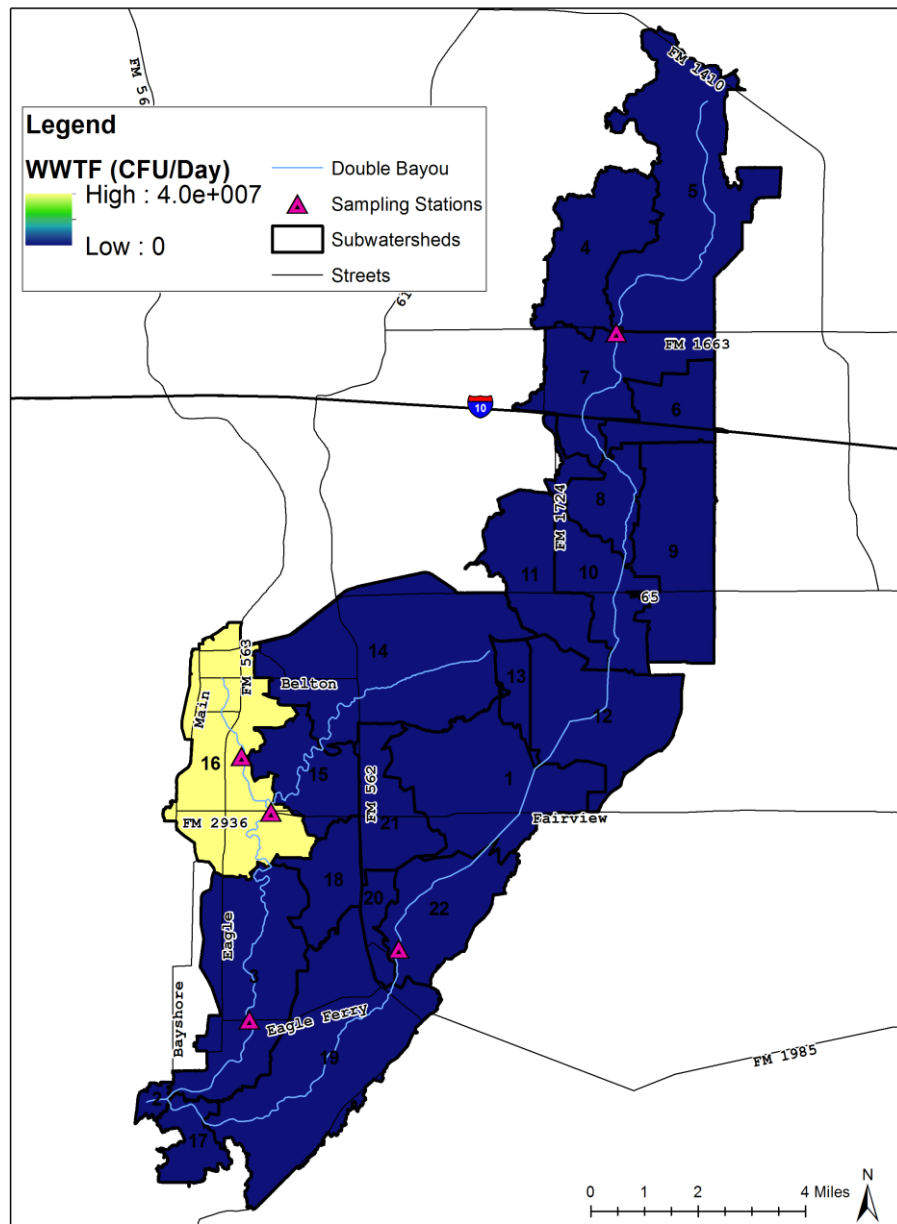 FM 1410
FM 56
Legend
WWTF (CFU/Day)
High : 4.0e+007
Low : 0
Double Bayou
Sampling Stations
Subwatersheds
Streets
61
5
4
FM 1663
7
6
10
FM 1724
8
9
11
10
65
14
FM 563
Belton
13
Main
12
16
15
FM 562
1
FM 2936
21
Fairview
18
20
22
Eagle
Bayshore
Eagle Ferry
19
FM 1985
2
17
N
0 1 2 4 Miles